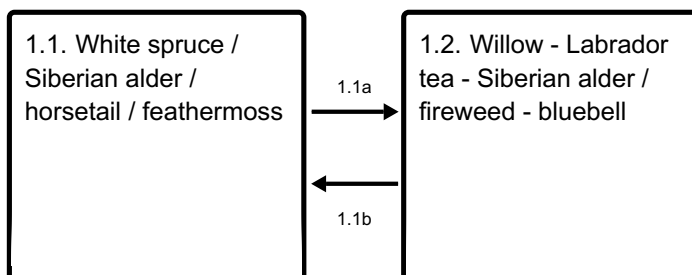 1.1. White spruce /
Siberian alder /
horsetail / feathermoss
1.1a
1.1b
1.2. Willow - Labrador
tea - Siberian alder /
fireweed - bluebell